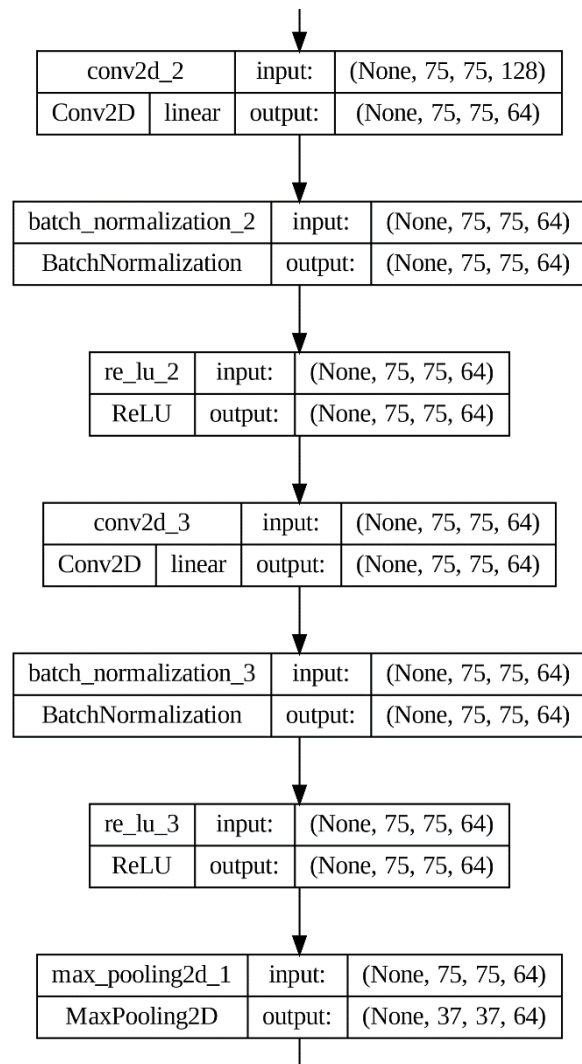 conv2d_2 input: (None, 75, 75, 128)
Conv2D linear output: (None, 75, 75, 64)
batch_normalization_2 input: (None, 75, 75, 64)
BatchNormalization output: (None, 75, 75, 64)
re_lu_2 input: (None, 75, 75, 64)
ReLU output: (None, 75, 75, 64)
conv2d_3 input: (None, 75, 75, 64)
Conv2D linear output: (None, 75, 75, 64)
batch_normalization_3 input: (None, 75, 75, 64)
BatchNormalization output: (None, 75, 75, 64)
re_lu_3 input: (None, 75, 75, 64)
ReLU output: (None, 75, 75, 64)
max_pooling2d_1 input: (None, 75, 75, 64)
MaxPooling2D output: (None, 37, 37, 64)